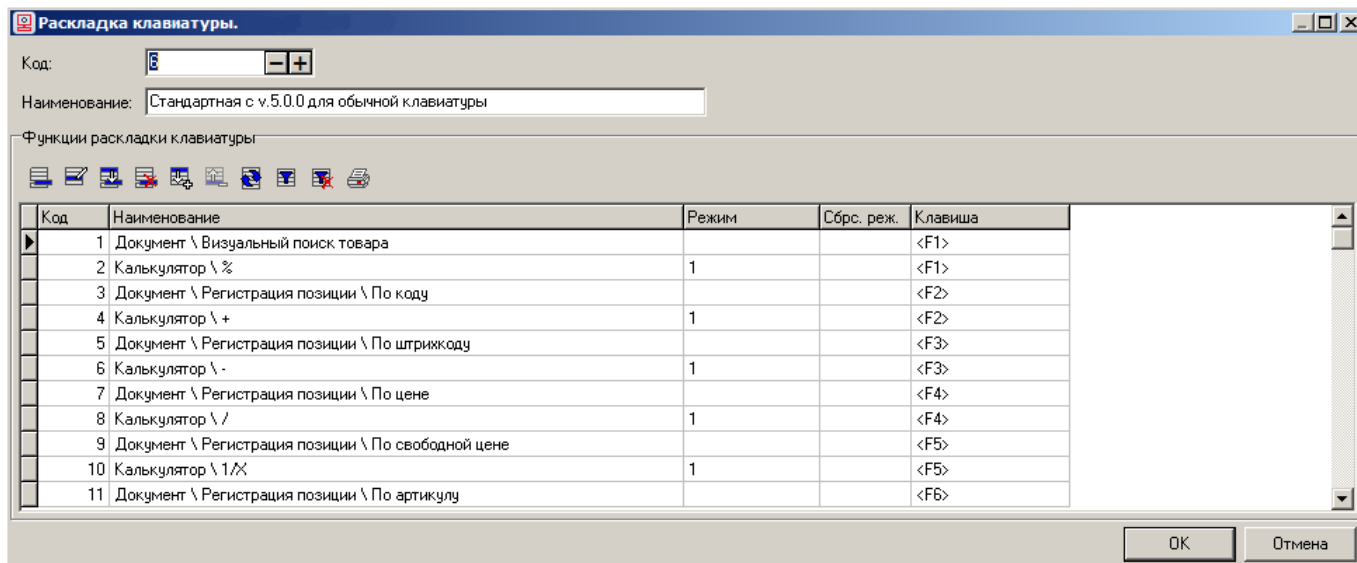 Раскладка клавиатуры.
Код: 6
Наименование: Стандартная с v.5.0.0 для обычной клавиатуры
Функции раскладки клавиатуры
Код Наименование Режим Сбрс. реж. Клавиша
1 Документ \ Визуальный поиск товара <F1>
2 Калькулятор \ % 1 <F1>
3 Документ \ Регистрация позиции \ По коду <F2>
4 Калькулятор \ + 1 <F2>
5 Документ \ Регистрация позиции \ По штрихкоду <F3>
6 Калькулятор \ - 1 <F3>
7 Документ \ Регистрация позиции \ По цене <F4>
8 Калькулятор \ / 1 <F4>
9 Документ \ Регистрация позиции \ По свободной цене <F5>
10 Калькулятор \ 1/X 1 <F5>
11 Документ \ Регистрация позиции \ По артикулу <F6>
OK Отмена